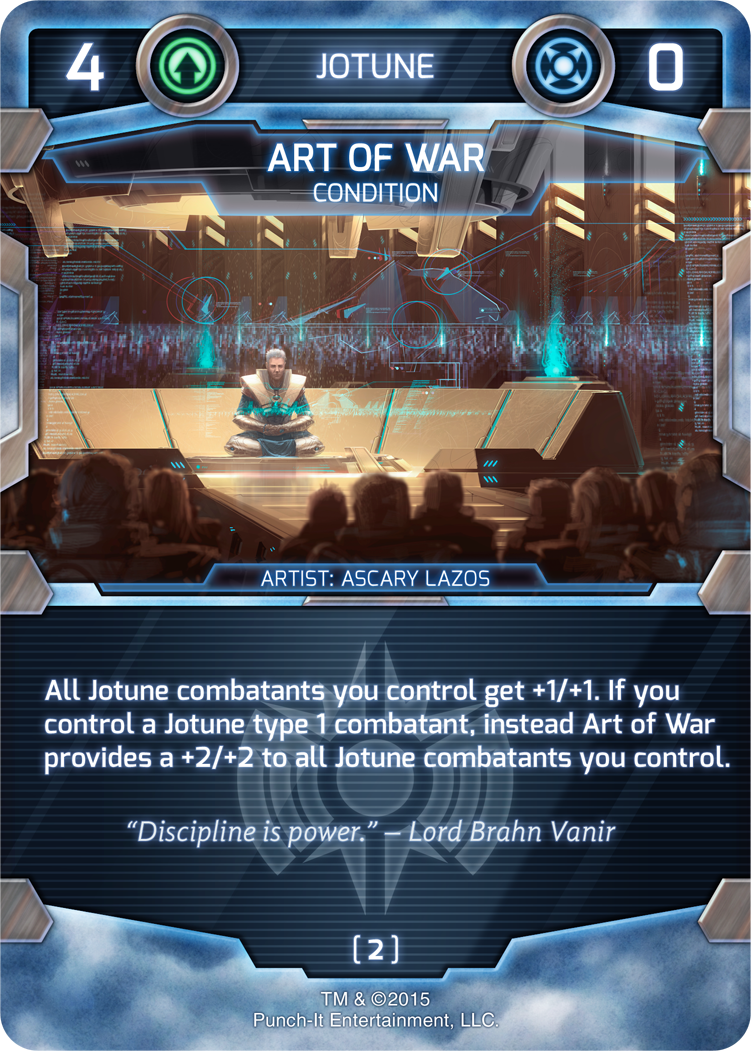 4 JOTUNE 0
ART OF WAR
CONDITION
ARTIST: ASCARY LAZOS
All Jotune combatants you control get +1/+1. If you
control a Jotune type 1 combatant, instead Art of War
provides a +2/+2 to all Jotune combatants you control.
“Discipline is power.” – Lord Brahn Vanir
[2]
TM & ©2015
Punch-It Entertainment, LLC.